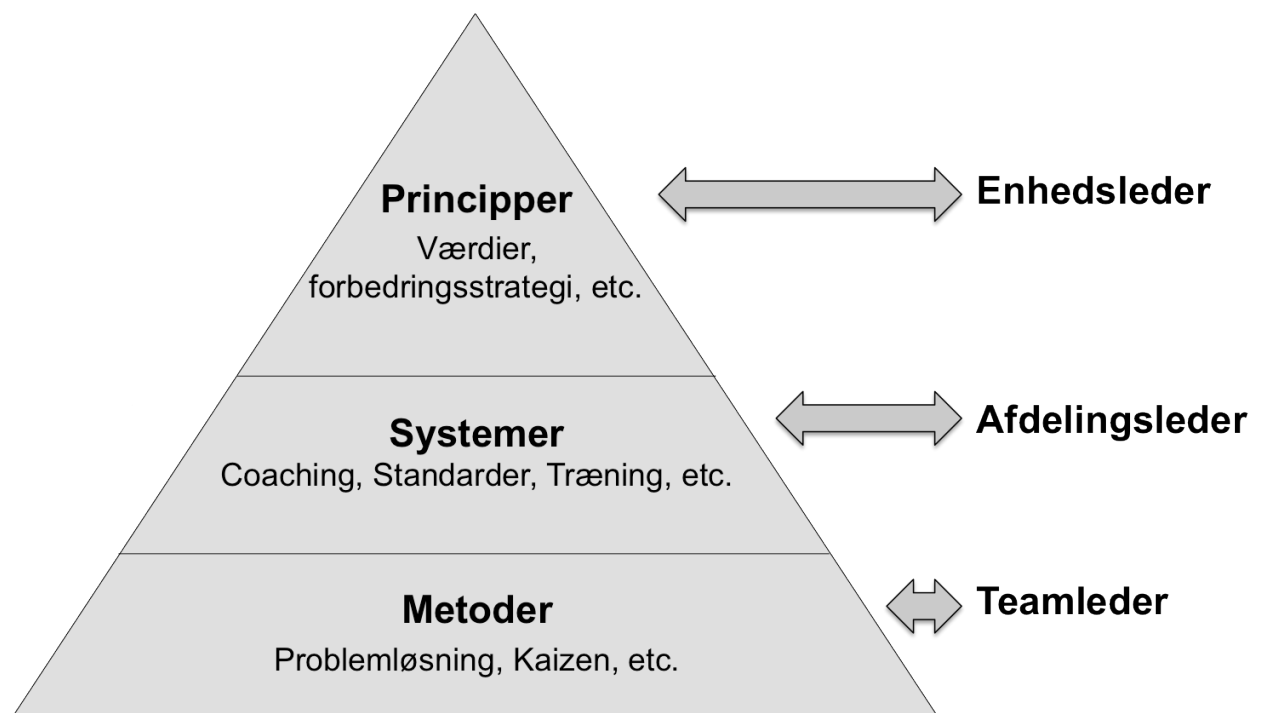 Principper
Værdier,
forbedringsstrategi, etc.
Enhedsleder
Systemer
Coaching, Standarder, Træning, etc.
Afdelingsleder
Metoder
Problemløsning, Kaizen, etc.
Teamleder